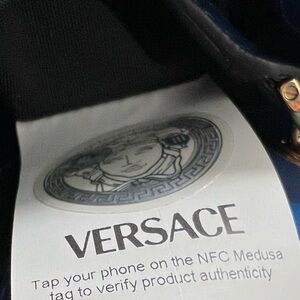 VERSACE
Tap your phone on the NFC Medusa
tag to verify product authenticity